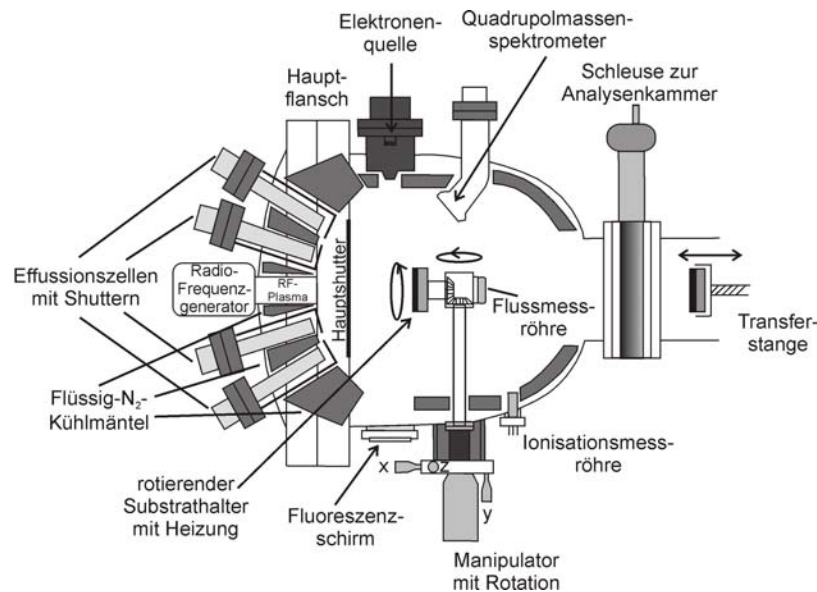 Elektronen-
quelle
Quadrupolmassen-
spektrometer
Haupt-
flansch
Schleuse zur
Analysenkammer
Effussionszellen
mit Shuttern
Radio-
Frequenz-
generator
RF-
Plasma
Hauptshutter
Flussmess-
röhre
Transfer-
stange
Flüssig-N₂-
Kühlmäntel
Ionisationsmess-
röhre
rotierender
Substrathalter
mit Heizung
Fluoreszenz-
schirm
x
z
y
Manipulator
mit Rotation